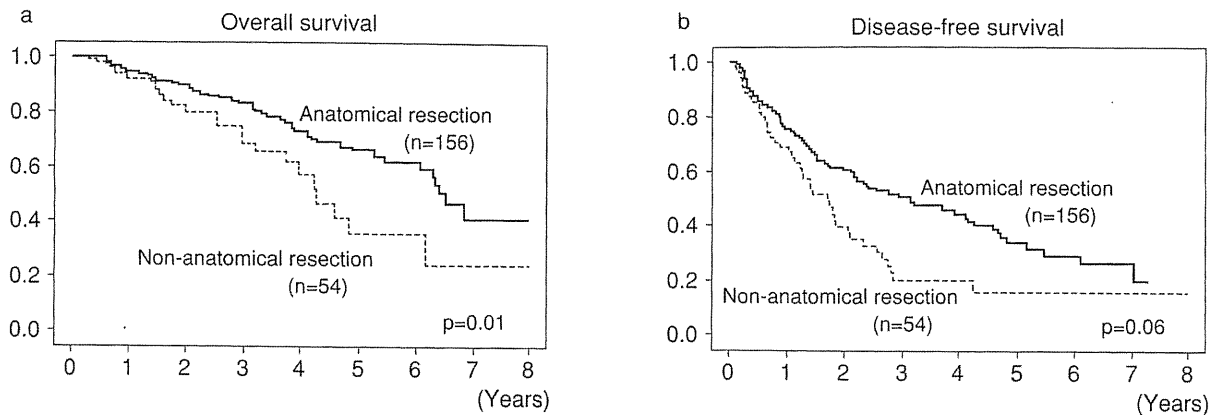 a
Overall survival
1.0
0.8
0.6
0.4
0.2
0.0
Anatomical resection
(n=156)
Non-anatomical resection
(n=54)
p=0.01
0 1 2 3 4 5 6 7 8
(Years)
b
Disease-free survival
1.0
0.8
0.6
0.4
0.2
0.0
Anatomical resection
(n=156)
Non-anatomical resection
(n=54)
p=0.06
0 1 2 3 4 5 6 7 8
(Years)